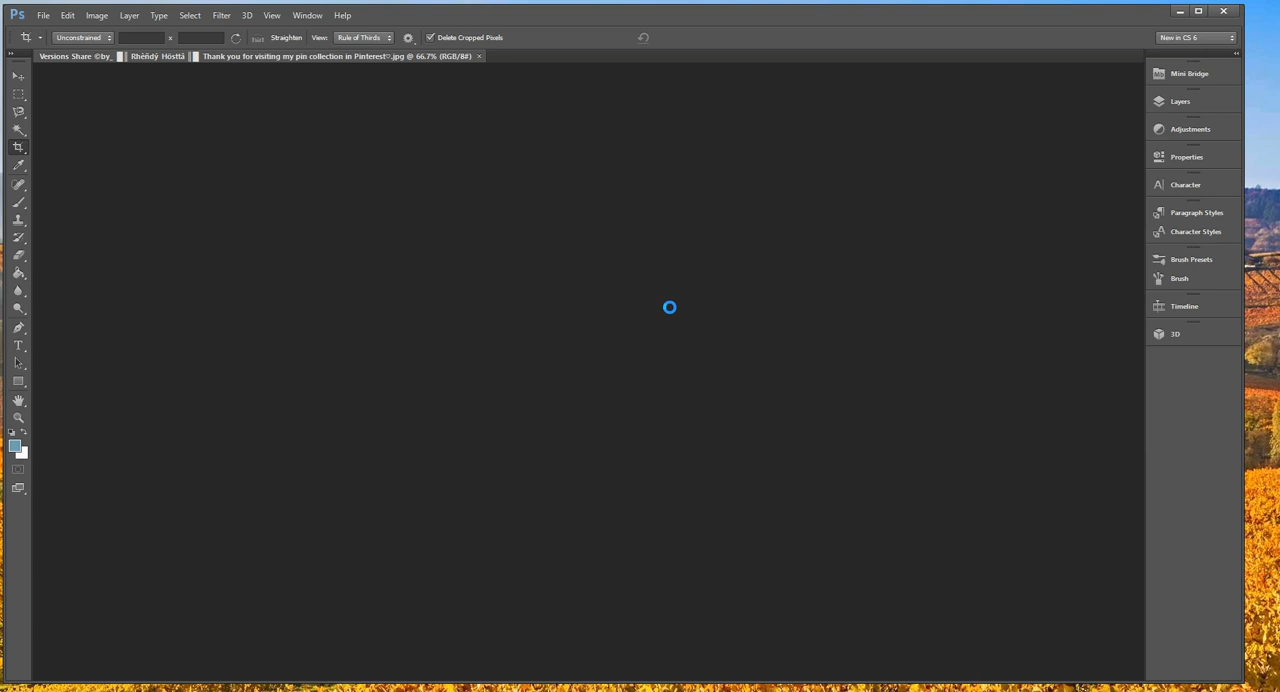 Ps File Edit Image Layer Type Select Filter 3D View Window Help
Unconstrained x Straighten View: Rule of Thirds Delete Cropped Pixels New in CS 6
Versions Share ©by_ █║ Rhèñdý Hösttâ ║█ Thank you for visiting my pin collection in Pinterest♡.jpg @ 66.7% (RGB/8#) ×
Mb Mini Bridge
Layers
Adjustments
Properties
A| Character
Paragraph Styles
A Character Styles
Brush Presets
Brush
Timeline
3D
T